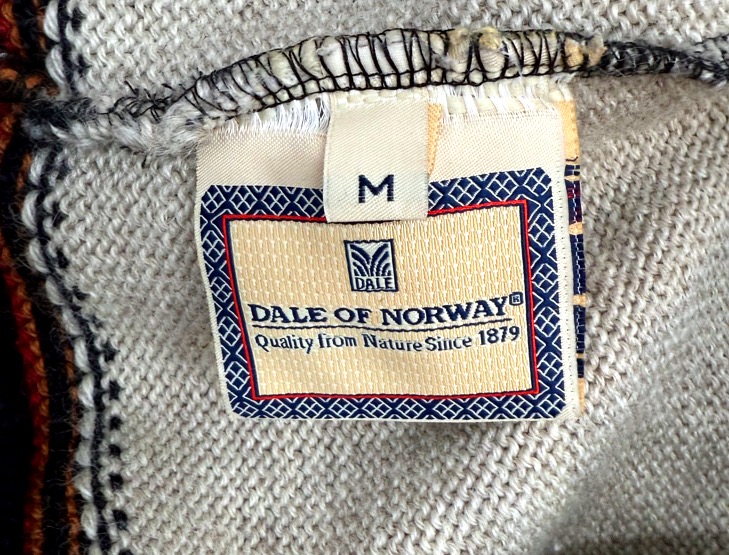 M
DALE
DALE OF NORWAY®
Quality from Nature Since 1879